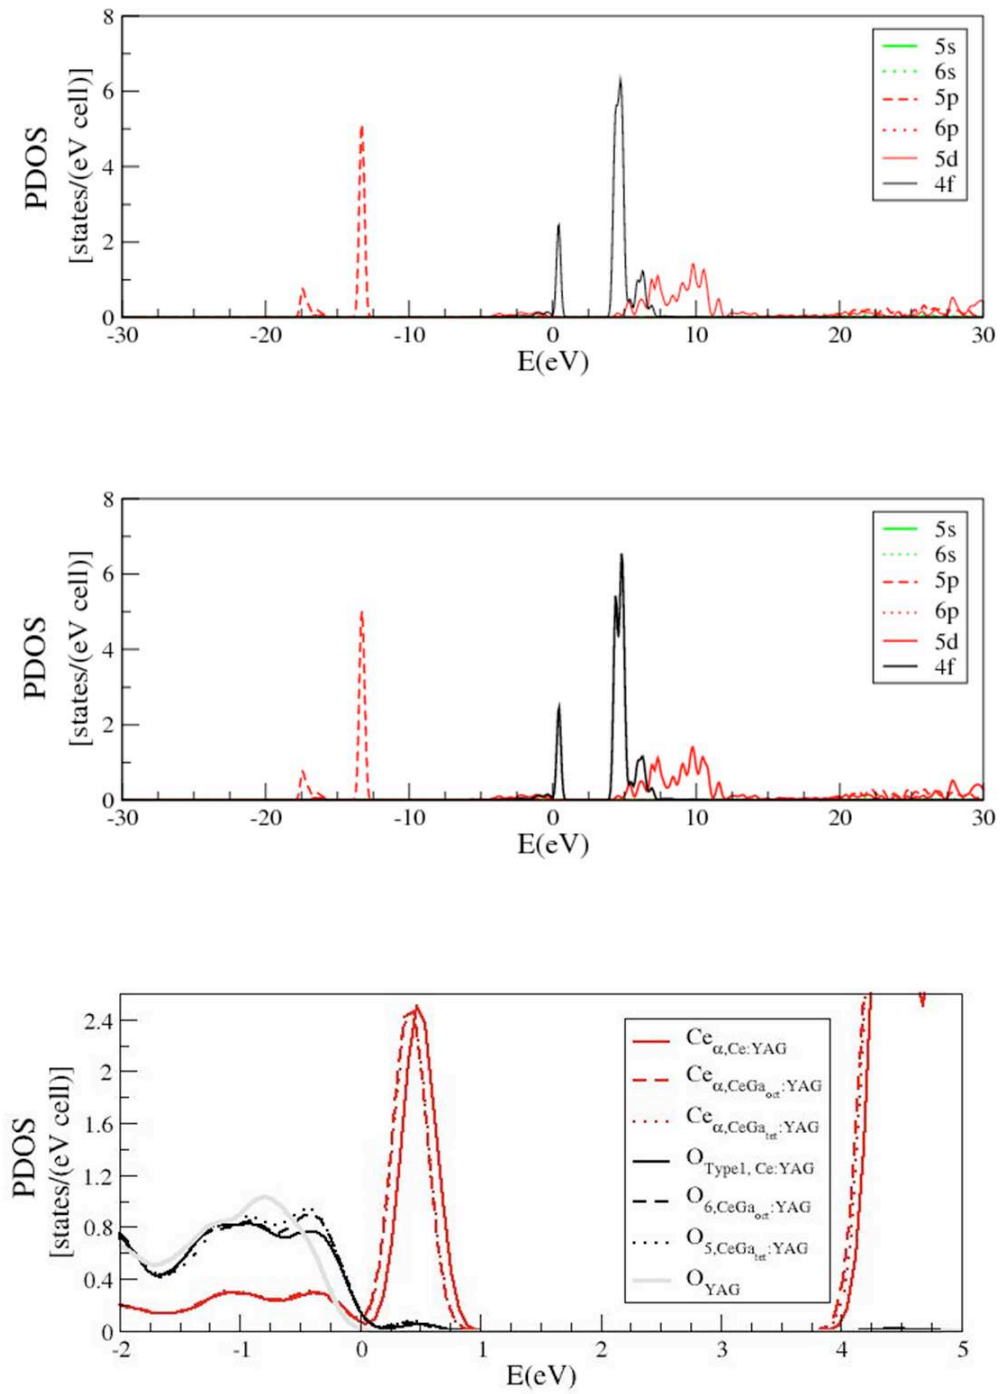 8
6
4
2
0
PDOS
[states/(eV cell)]
5s
6s
5p
6p
5d
4f
-30 -20 -10 0 10 20 30
E(eV)
8
6
4
2
0
PDOS
[states/(eV cell)]
5s
6s
5p
6p
5d
4f
-30 -20 -10 0 10 20 30
E(eV)
2.4
2
1.6
1.2
0.8
0.4
0
PDOS
[states/(eV cell)]
Ceα,Ce:YAG
Ceα,CeGaoct:YAG
Ceα,CeGatet:YAG
OType1, Ce:YAG
O6,CeGaoct:YAG
O5,CeGatet:YAG
OYAG
-2 -1 0 1 2 3 4 5
E(eV)